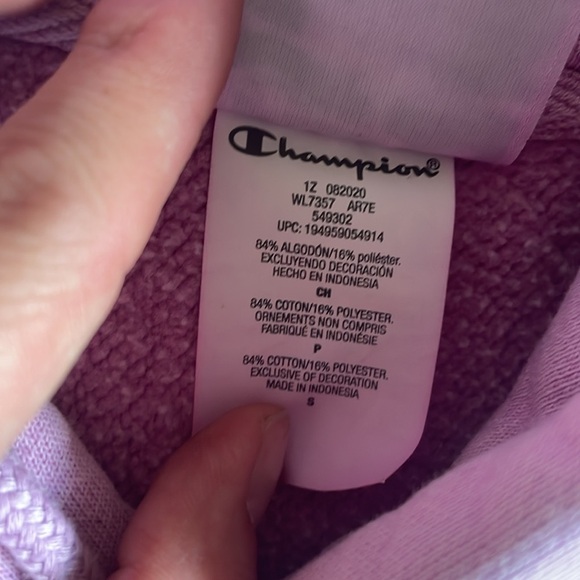 Champion®
1Z 082020
WL7357 AR7E
549302
UPC: 194959054914
84% ALGODÓN/16% poliéster.
EXCLUYENDO DECORACIÓN
HECHO EN INDONESIA
CH
84% COTON/16% POLYESTER.
ORNEMENTS NON COMPRIS
FABRIQUÉ EN INDONÉSIE
P
84% COTTON/16% POLYESTER.
EXCLUSIVE OF DECORATION
MADE IN INDONESIA
S